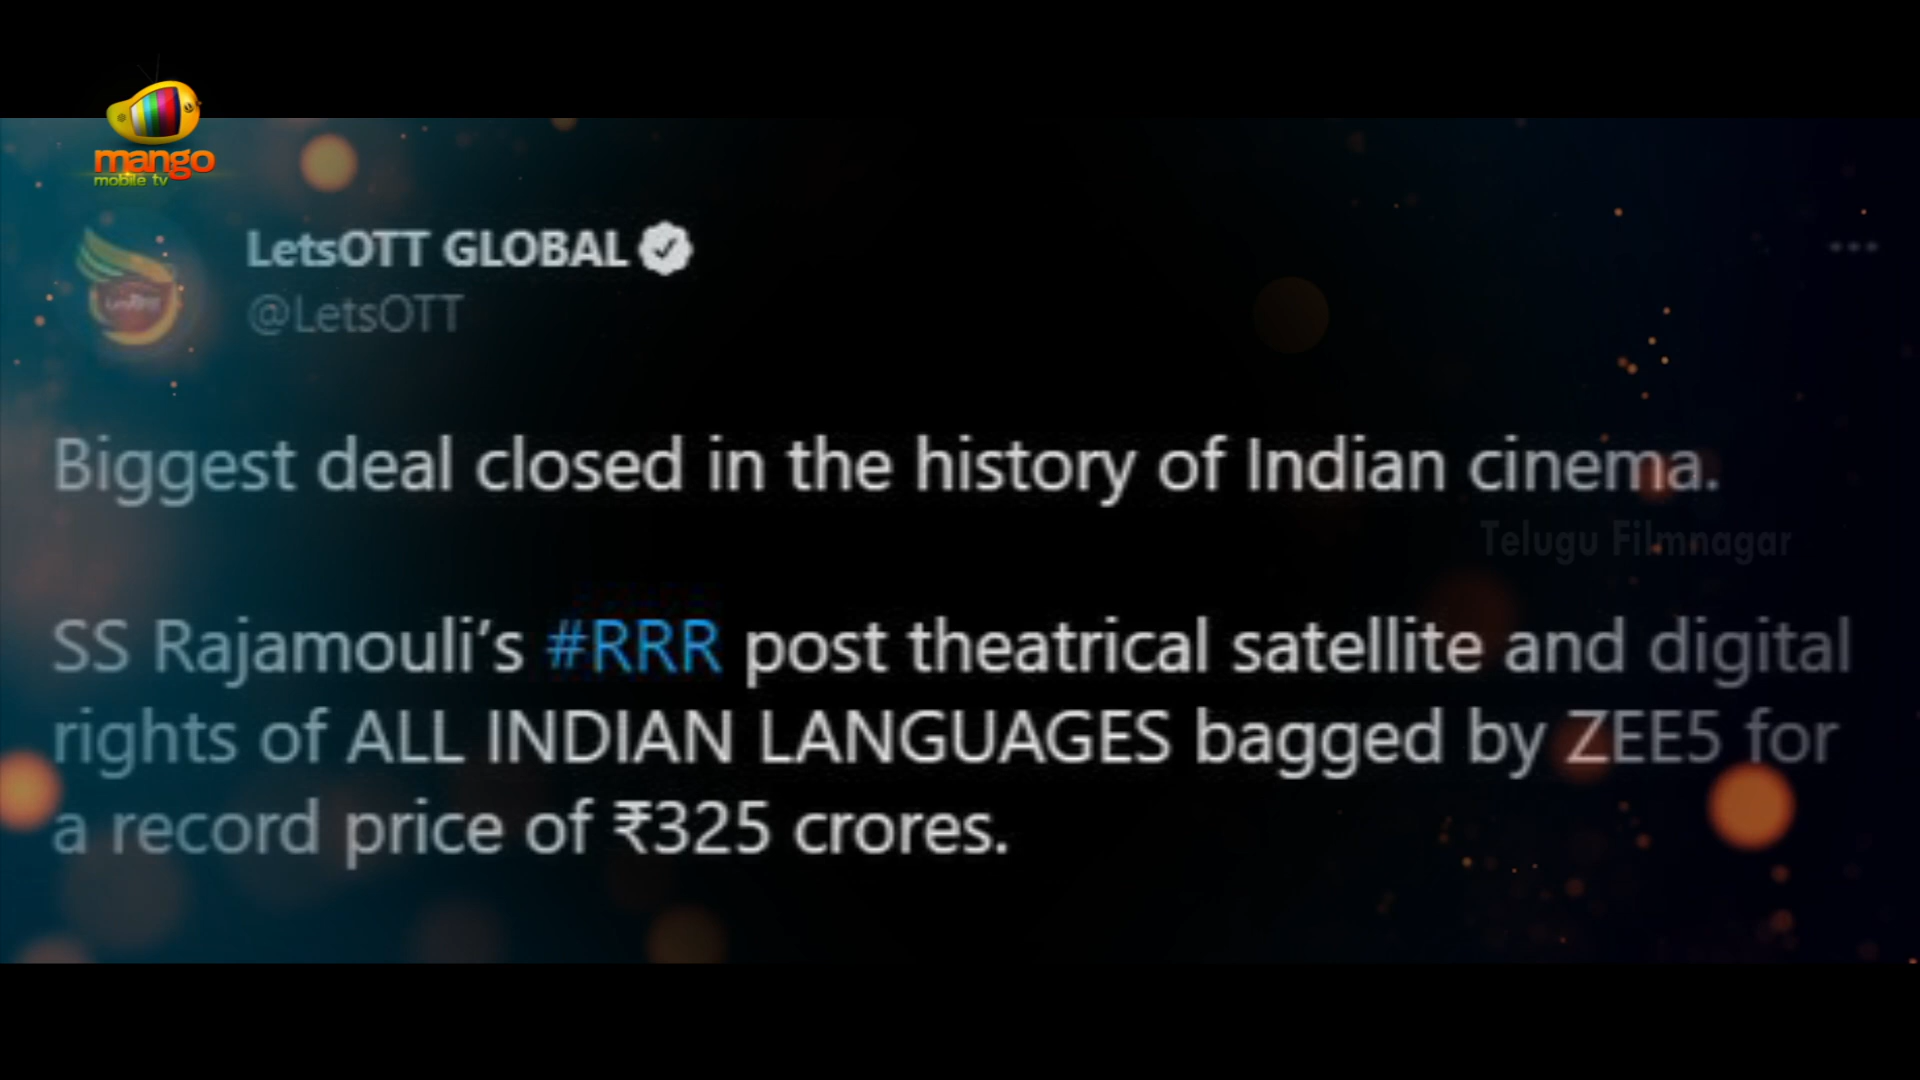 mango
mobile tv
LetsOTT GLOBAL
@LetsOTT
Biggest deal closed in the history of Indian cinema.
Telugu Filmnagar
SS Rajamouli’s #RRR post theatrical satellite and digital
rights of ALL INDIAN LANGUAGES bagged by ZEE5 for
a record price of ₹325 crores.